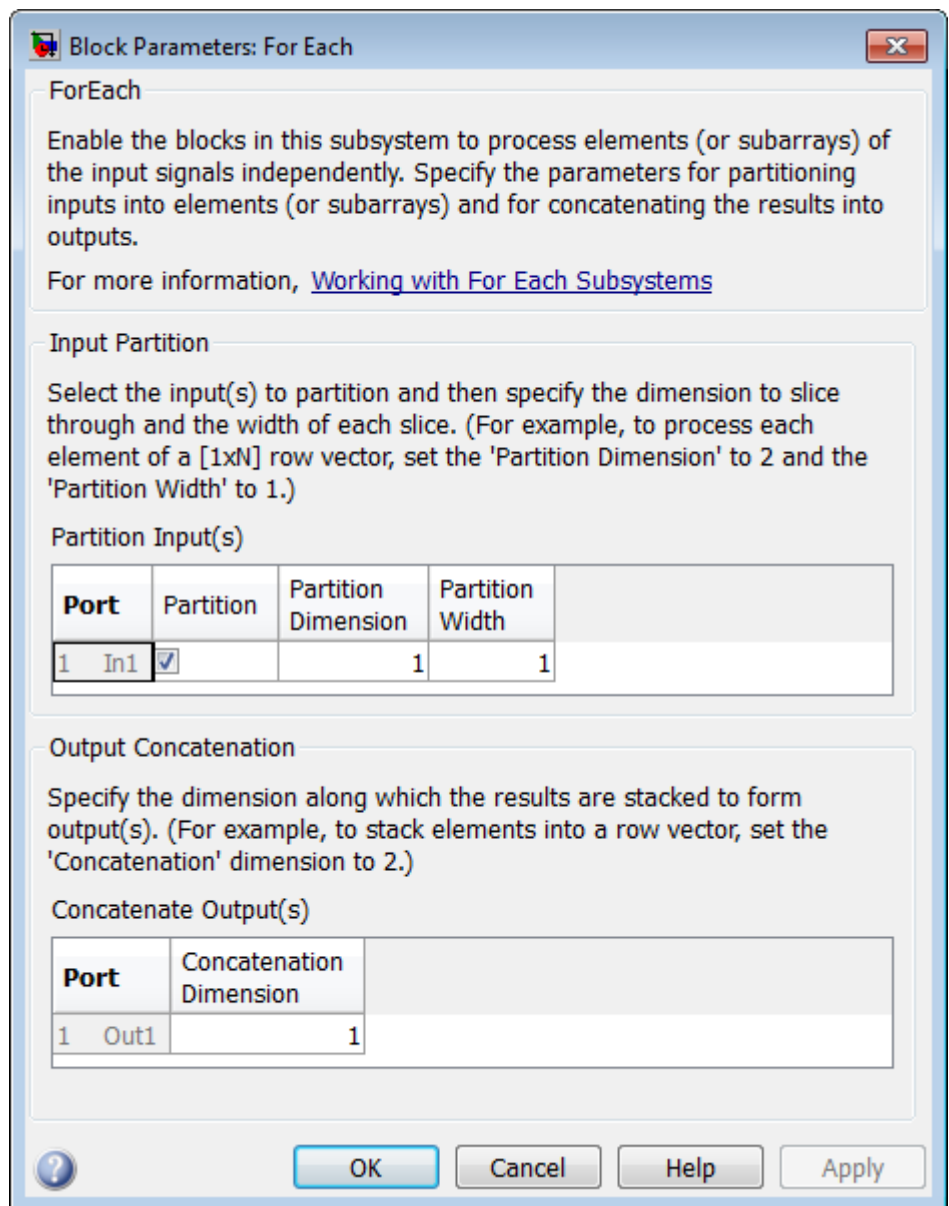 Block Parameters: For Each
ForEach
Enable the blocks in this subsystem to process elements (or subarrays) of
the input signals independently. Specify the parameters for partitioning
inputs into elements (or subarrays) and for concatenating the results into
outputs.
For more information, Working with For Each Subsystems
Input Partition
Select the input(s) to partition and then specify the dimension to slice
through and the width of each slice. (For example, to process each
element of a [1xN] row vector, set the 'Partition Dimension' to 2 and the
'Partition Width' to 1.)
Partition Input(s)
Port Partition Partition Dimension Partition Width
1 In1 1 1
Output Concatenation
Specify the dimension along which the results are stacked to form
output(s). (For example, to stack elements into a row vector, set the
'Concatenation' dimension to 2.)
Concatenate Output(s)
Port Concatenation Dimension
1 Out1 1
? OK Cancel Help Apply